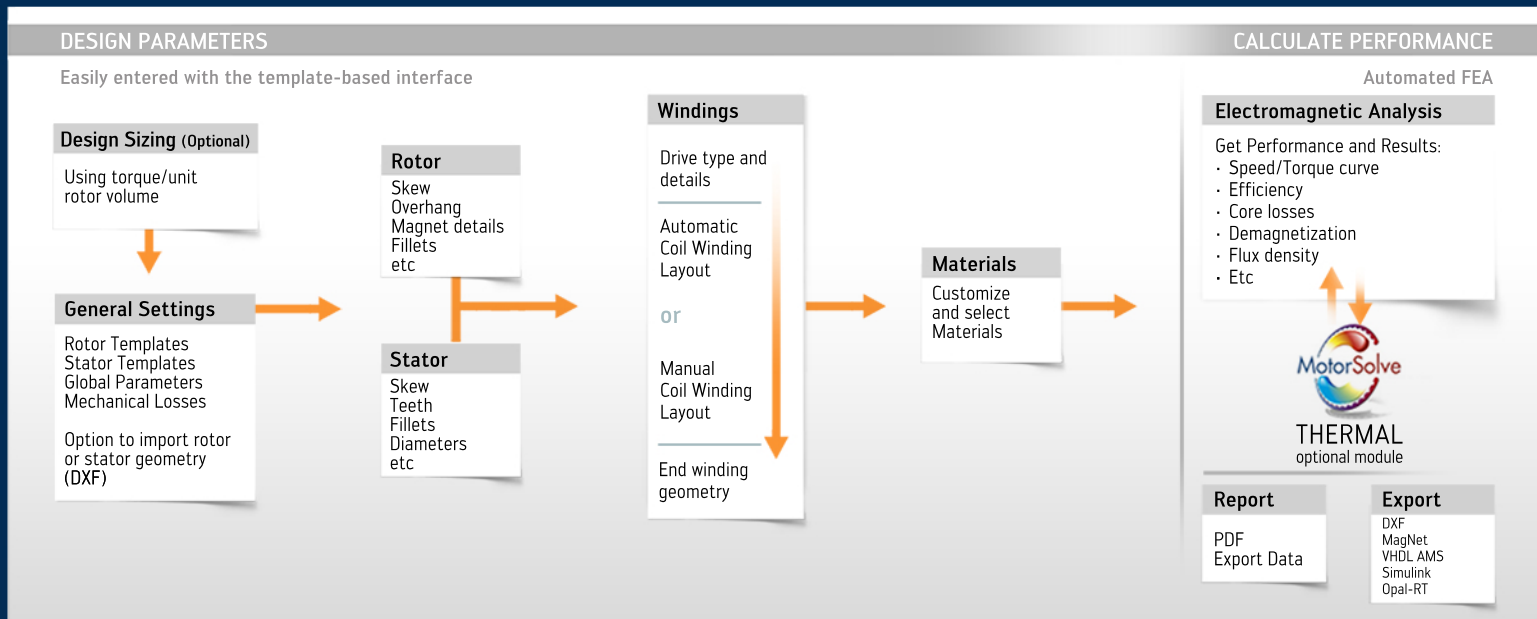 DESIGN PARAMETERS
CALCULATE PERFORMANCE
Easily entered with the template-based interface
Automated FEA
Design Sizing (Optional)
Using torque/unit
rotor volume
General Settings
Rotor Templates
Stator Templates
Global Parameters
Mechanical Losses
Option to import rotor
or stator geometry
(DXF)
Rotor
Skew
Overhang
Magnet details
Fillets
etc
Stator
Skew
Teeth
Fillets
Diameters
etc
Windings
Drive type and
details
Automatic
Coil Winding
Layout
or
Manual
Coil Winding
Layout
End winding
geometry
Materials
Customize
and select
Materials
Electromagnetic Analysis
Get Performance and Results:
· Speed/Torque curve
· Efficiency
· Core losses
· Demagnetization
· Flux density
· Etc
MotorSolve
THERMAL
optional module
Report
PDF
Export Data
Export
DXF
MagNet
VHDL AMS
Simulink
Opal-RT